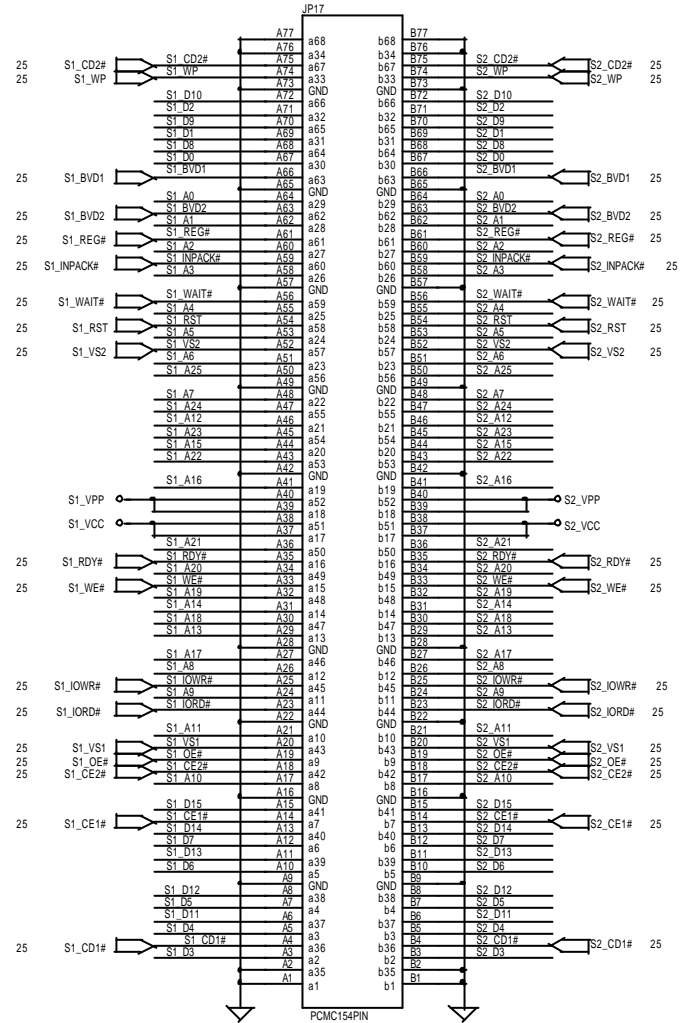 JP17
A77 a68 b68 B77
A76 a34 b34 B76
25 S1_CD2# S1_CD2# A75 a67 b67 B75 S2_CD2# S2_CD2# 25
25 S1_WP S1_WP A74 a33 b33 B74 S2_WP S2_WP 25
A73 GND GND B73
S1_D10 A72 a66 b66 B72 S2_D10
S1_D2 A71 a32 b32 B71 S2_D2
S1_D9 A70 a65 b65 B70 S2_D9
S1_D1 A69 a31 b31 B69 S2_D1
S1_D8 A68 a64 b64 B68 S2_D8
S1_D0 A67 a30 b30 B67 S2_D0
25 S1_BVD1 S1_BVD1 A66 a63 b63 B66 S2_BVD1 S2_BVD1 25
A65 GND GND B65
S1_A0 A64 a29 b29 B64 S2_A0
25 S1_BVD2 S1_BVD2 A63 a62 b62 B63 S2_BVD2 S2_BVD2 25
S1_A1 A62 a28 b28 B62 S2_A1
25 S1_REG# S1_REG# A61 a61 b61 B61 S2_REG# S2_REG# 25
S1_A2 A60 a27 b27 B60 S2_A2
25 S1_INPACK# S1_INPACK# A59 a60 b60 B59 S2_INPACK# S2_INPACK# 25
S1_A3 A58 a26 b26 B58 S2_A3
A57 GND GND B57
25 S1_WAIT# S1_WAIT# A56 a59 b59 B56 S2_WAIT# S2_WAIT# 25
S1_A4 A55 a25 b25 B55 S2_A4
25 S1_RST S1_RST A54 a58 b58 B54 S2_RST S2_RST 25
S1_A5 A53 a24 b24 B53 S2_A5
25 S1_VS2 S1_VS2 A52 a57 b57 B52 S2_VS2 S2_VS2 25
S1_A6 A51 a23 b23 B51 S2_A6
S1_A25 A50 a56 b56 B50 S2_A25
A49 GND GND B49
S1_A7 A48 a22 b22 B48 S2_A7
S1_A24 A47 a55 b55 B47 S2_A24
S1_A12 A46 a21 b21 B46 S2_A12
S1_A23 A45 a54 b54 B45 S2_A23
S1_A15 A44 a20 b20 B44 S2_A15
S1_A22 A43 a53 b53 B43 S2_A22
A42 GND GND B42
S1_A16 A41 a19 b19 B41 S2_A16
S1_VPP A40 a52 b52 B40 S2_VPP
A39 a18 b18 B39
S1_VCC A38 a51 b51 B38 S2_VCC
A37 a17 b17 B37
S1_A21 A36 a50 b50 B36 S2_A21
25 S1_RDY# S1_RDY# A35 a16 b16 B35 S2_RDY# S2_RDY# 25
S1_A20 A34 a49 b49 B34 S2_A20
25 S1_WE# S1_WE# A33 a15 b15 B33 S2_WE# S2_WE# 25
S1_A19 A32 a48 b48 B32 S2_A19
S1_A14 A31 a14 b14 B31 S2_A14
S1_A18 A30 a47 b47 B30 S2_A18
S1_A13 A29 a13 b13 B29 S2_A13
A28 GND GND B28
S1_A17 A27 a46 b46 B27 S2_A17
S1_A8 A26 a12 b12 B26 S2_A8
25 S1_IOWR# S1_IOWR# A25 a45 b45 B25 S2_IOWR# S2_IOWR# 25
S1_A9 A24 a11 b11 B24 S2_A9
25 S1_IORD# S1_IORD# A23 a44 b44 B23 S2_IORD# S2_IORD# 25
A22 GND GND B22
S1_A11 A21 a10 b10 B21 S2_A11
25 S1_VS1 S1_VS1 A20 a43 b43 B20 S2_VS1 S2_VS1 25
25 S1_OE# S1_OE# A19 a9 b9 B19 S2_OE# S2_OE# 25
25 S1_CE2# S1_CE2# A18 a42 b42 B18 S2_CE2# S2_CE2# 25
S1_A10 A17 a8 b8 B17 S2_A10
A16 GND GND B16
S1_D15 A15 a41 b41 B15 S2_D15
25 S1_CE1# S1_CE1# A14 a7 b7 B14 S2_CE1# S2_CE1# 25
S1_D14 A13 a40 b40 B13 S2_D14
S1_D7 A12 a6 b6 B12 S2_D7
S1_D13 A11 a39 b39 B11 S2_D13
S1_D6 A10 a5 b5 B10 S2_D6
A9 GND GND B9
S1_D12 A8 a38 b38 B8 S2_D12
S1_D5 A7 a4 b4 B7 S2_D5
S1_D11 A6 a37 b37 B6 S2_D11
S1_D4 A5 a3 b3 B5 S2_D4
25 S1_CD1# S1_CD1# A4 a36 b36 B4 S2_CD1# S2_CD1# 25
S1_D3 A3 a2 b2 B3 S2_D3
A2 a35 b35 B2
A1 a1 b1 B1
PCMC154PIN